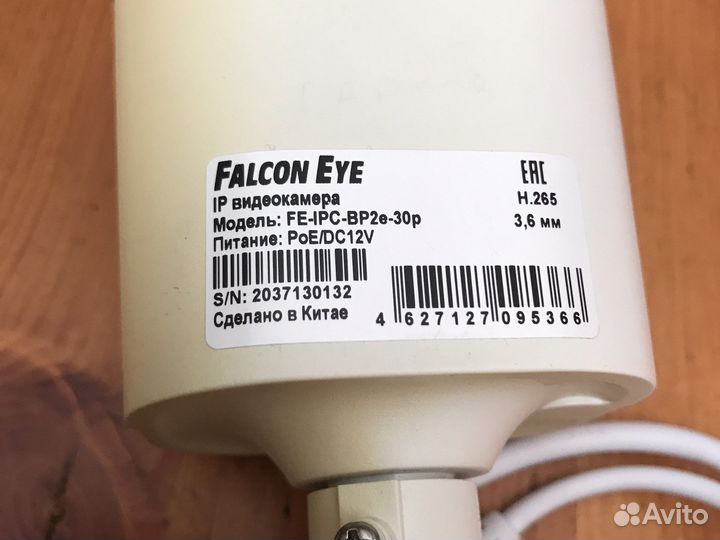 FALCON EYE
EAC
IP видеокамера
H.265
Модель: FE-IPC-BP2e-30p
3,6 мм
Питание: PoE/DC12V
S/N: 2037130132
Сделано в Китае
4 627127 095366
Avito